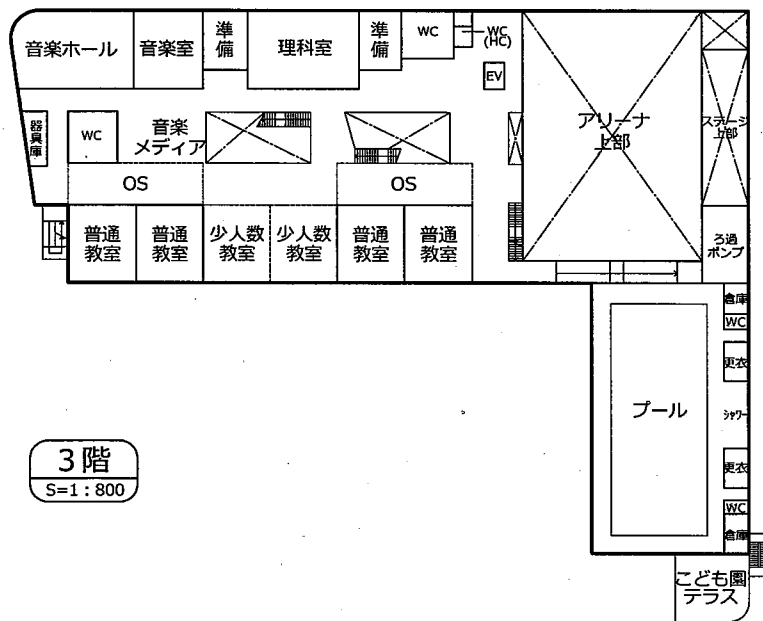 音楽ホール
音楽室
準
備
理科室
準
備
WC
WC
(HC)
EV
器具庫
WC
音楽
メディア
アリーナ
上部
ステージ
上部
OS
OS
普通
教室
普通
教室
少人数
教室
少人数
教室
普通
教室
普通
教室
ろ過
ポンプ
倉庫
WC
更衣
プール
シャワー
更衣
WC
倉庫
こども園
テラス
3階
S=1:800